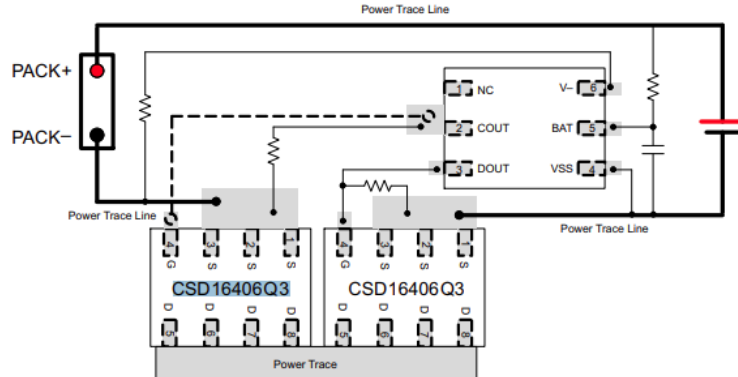 Power Trace Line
PACK+
PACK–
1 NC
V– 6
2 COUT
BAT 5
3 DOUT
VSS 4
Power Trace Line
Power Trace Line
4 3 2 1
G S S S
4 3 2 1
G S S S
CSD16406Q3
CSD16406Q3
D D D D
5 6 7 8
D D D D
5 6 7 8
Power Trace